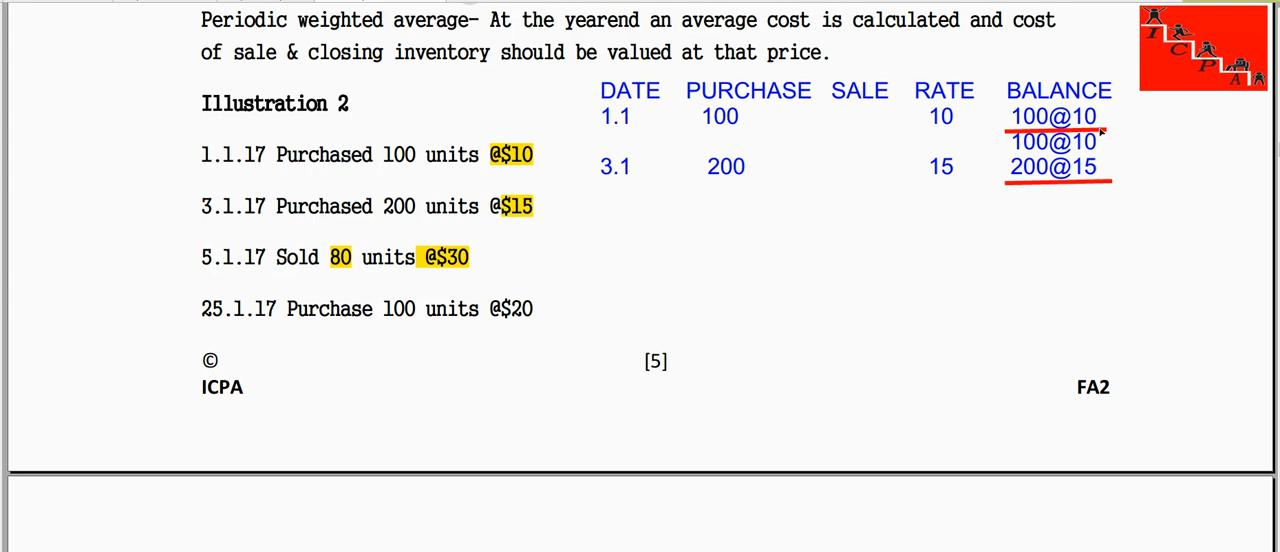 Periodic weighted average- At the yearend an average cost is calculated and cost
of sale & closing inventory should be valued at that price.
Illustration 2
1.1.17 Purchased 100 units @$10
3.1.17 Purchased 200 units @$15
5.1.17 Sold 80 units @$30
25.1.17 Purchase 100 units @$20
DATE PURCHASE SALE RATE BALANCE
1.1 100 10 100@10
100@10
3.1 200 15 200@15
I C P A
© [5]
ICPA FA2